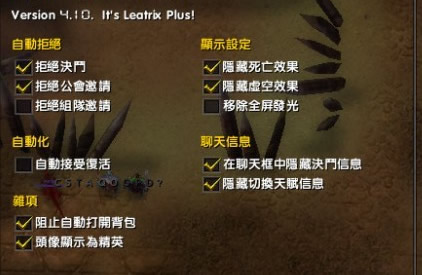 Version 4.10. It's Leatrix Plus!
自動拒絕
拒絕決鬥
拒絕公會邀請
拒絕組隊邀請
自動化
自動接受復活
雜項
阻止自動打開背包
頭像顯示為精英
顯示設定
隱藏死亡效果
隱藏虛空效果
移除全屏發光
聊天信息
在聊天框中隱藏決鬥信息
隱藏切換天賦信息